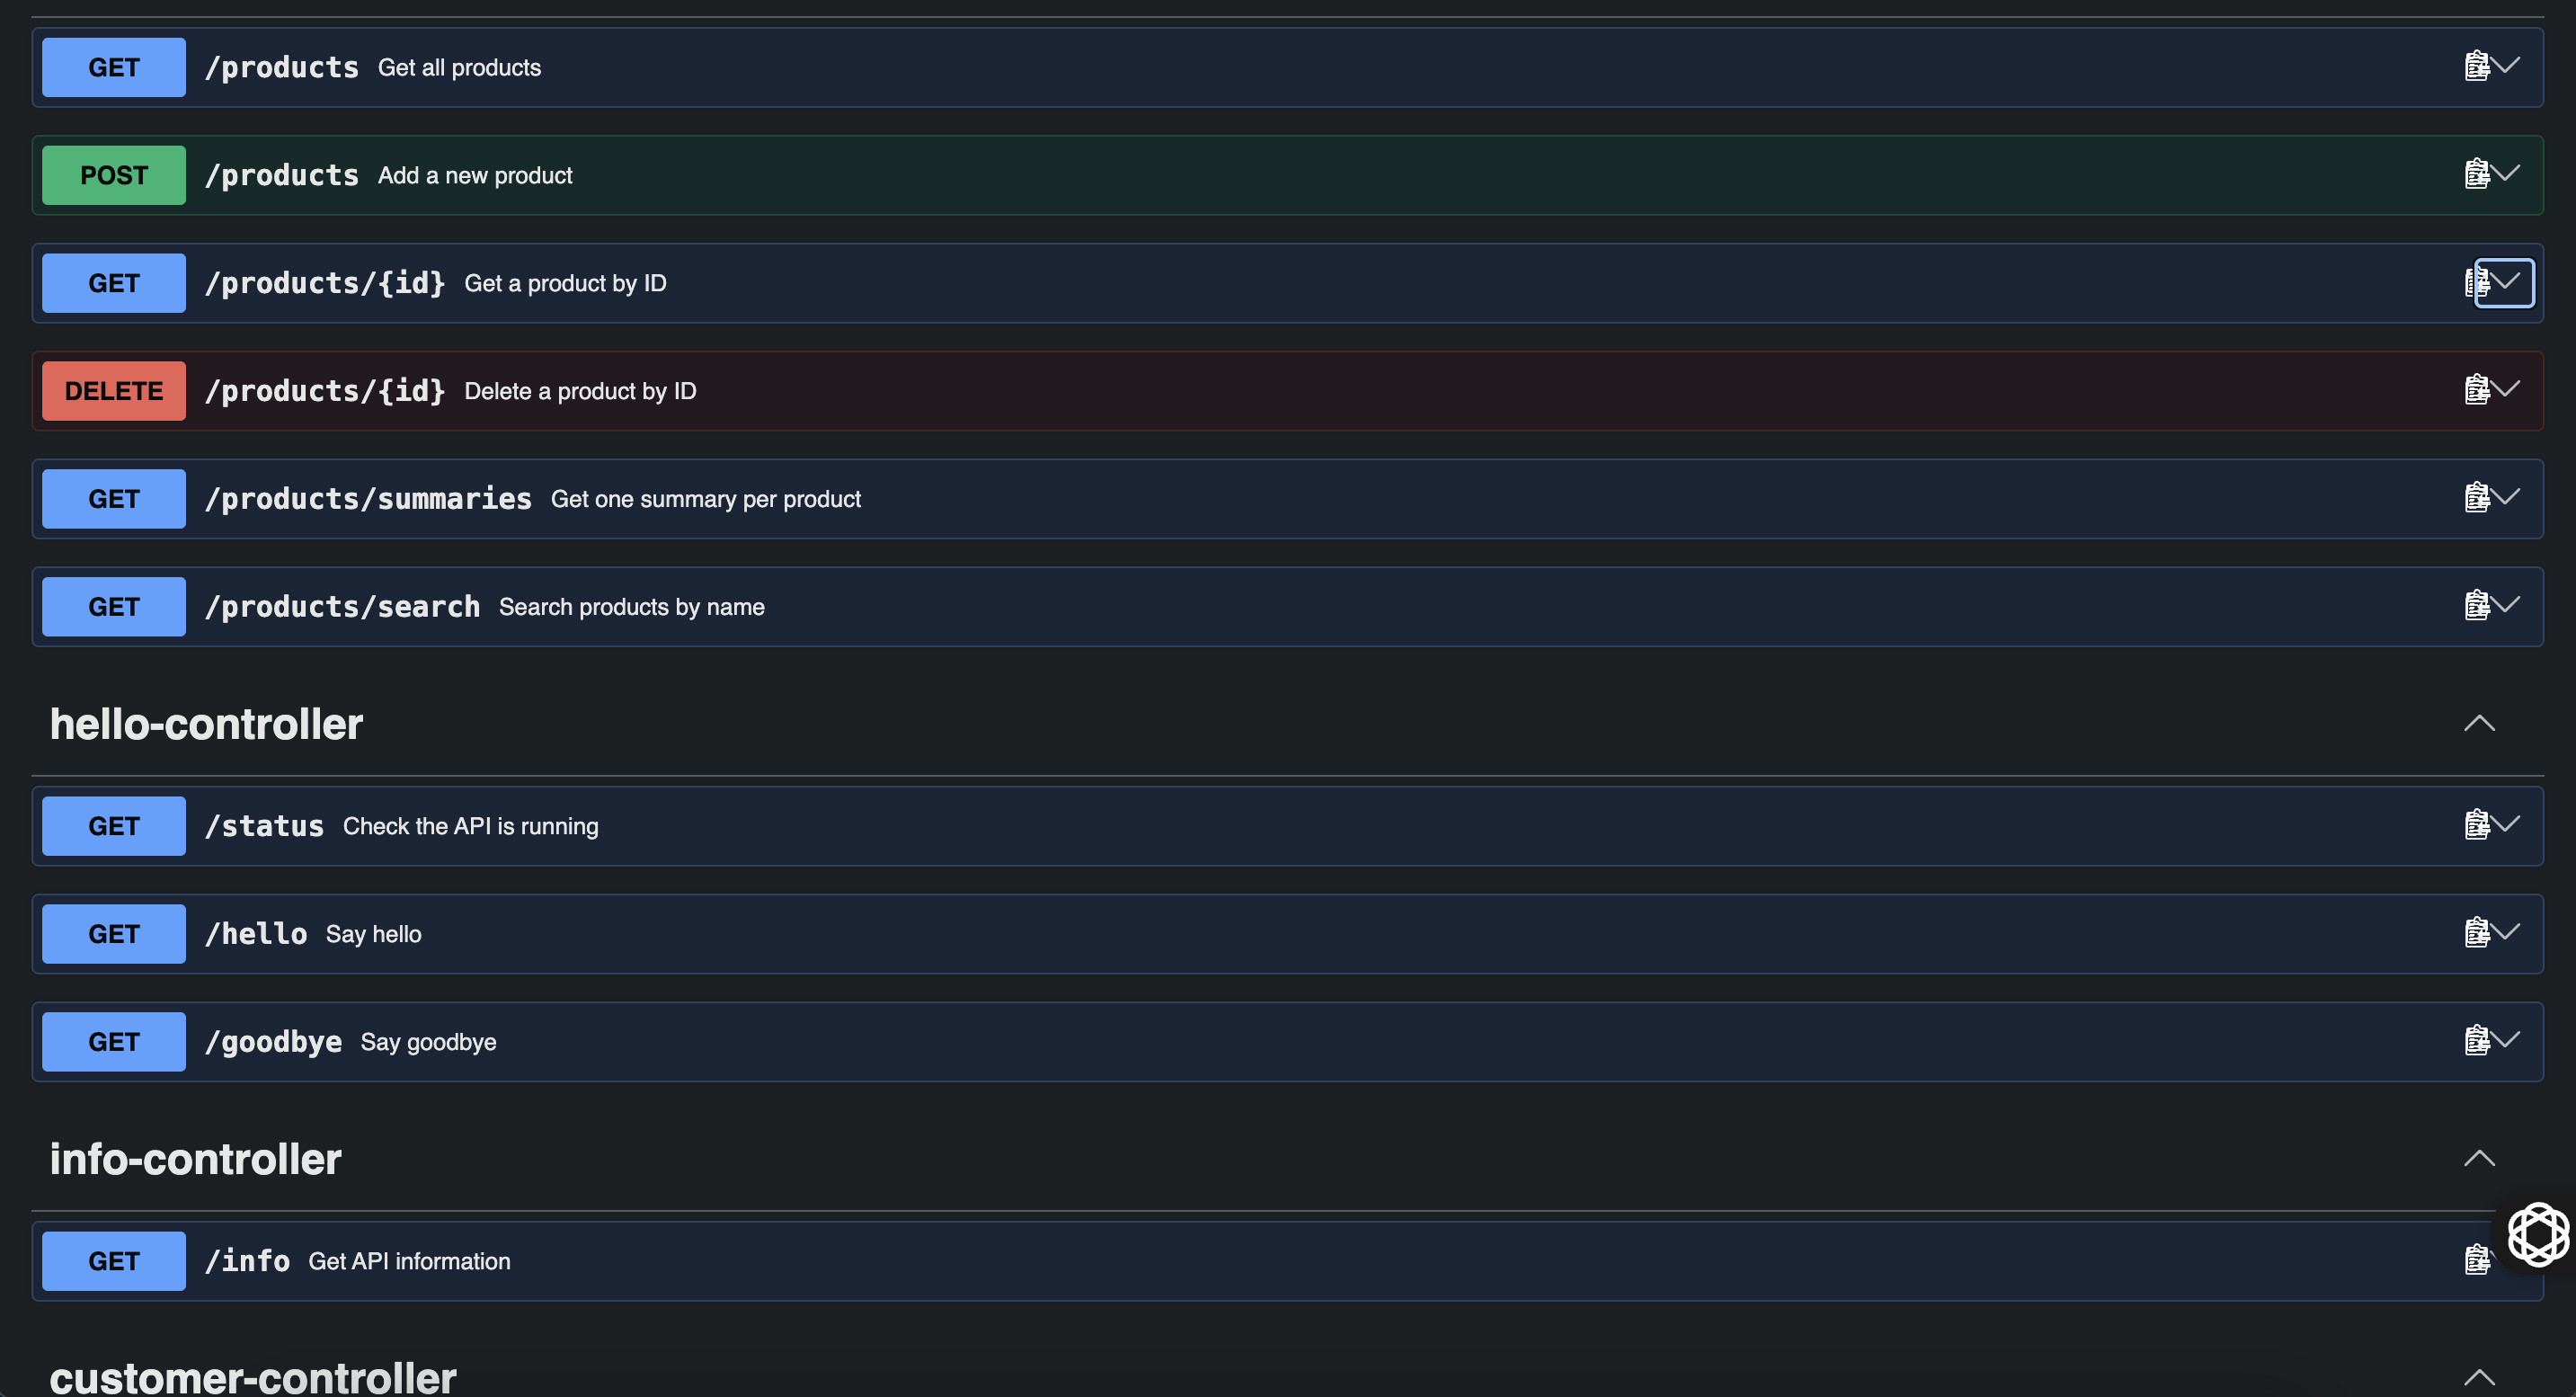 GET /products Get all products
POST /products Add a new product
GET /products/{id} Get a product by ID
DELETE /products/{id} Delete a product by ID
GET /products/summaries Get one summary per product
GET /products/search Search products by name
hello-controller
GET /status Check the API is running
GET /hello Say hello
GET /goodbye Say goodbye
info-controller
GET /info Get API information
customer-controller